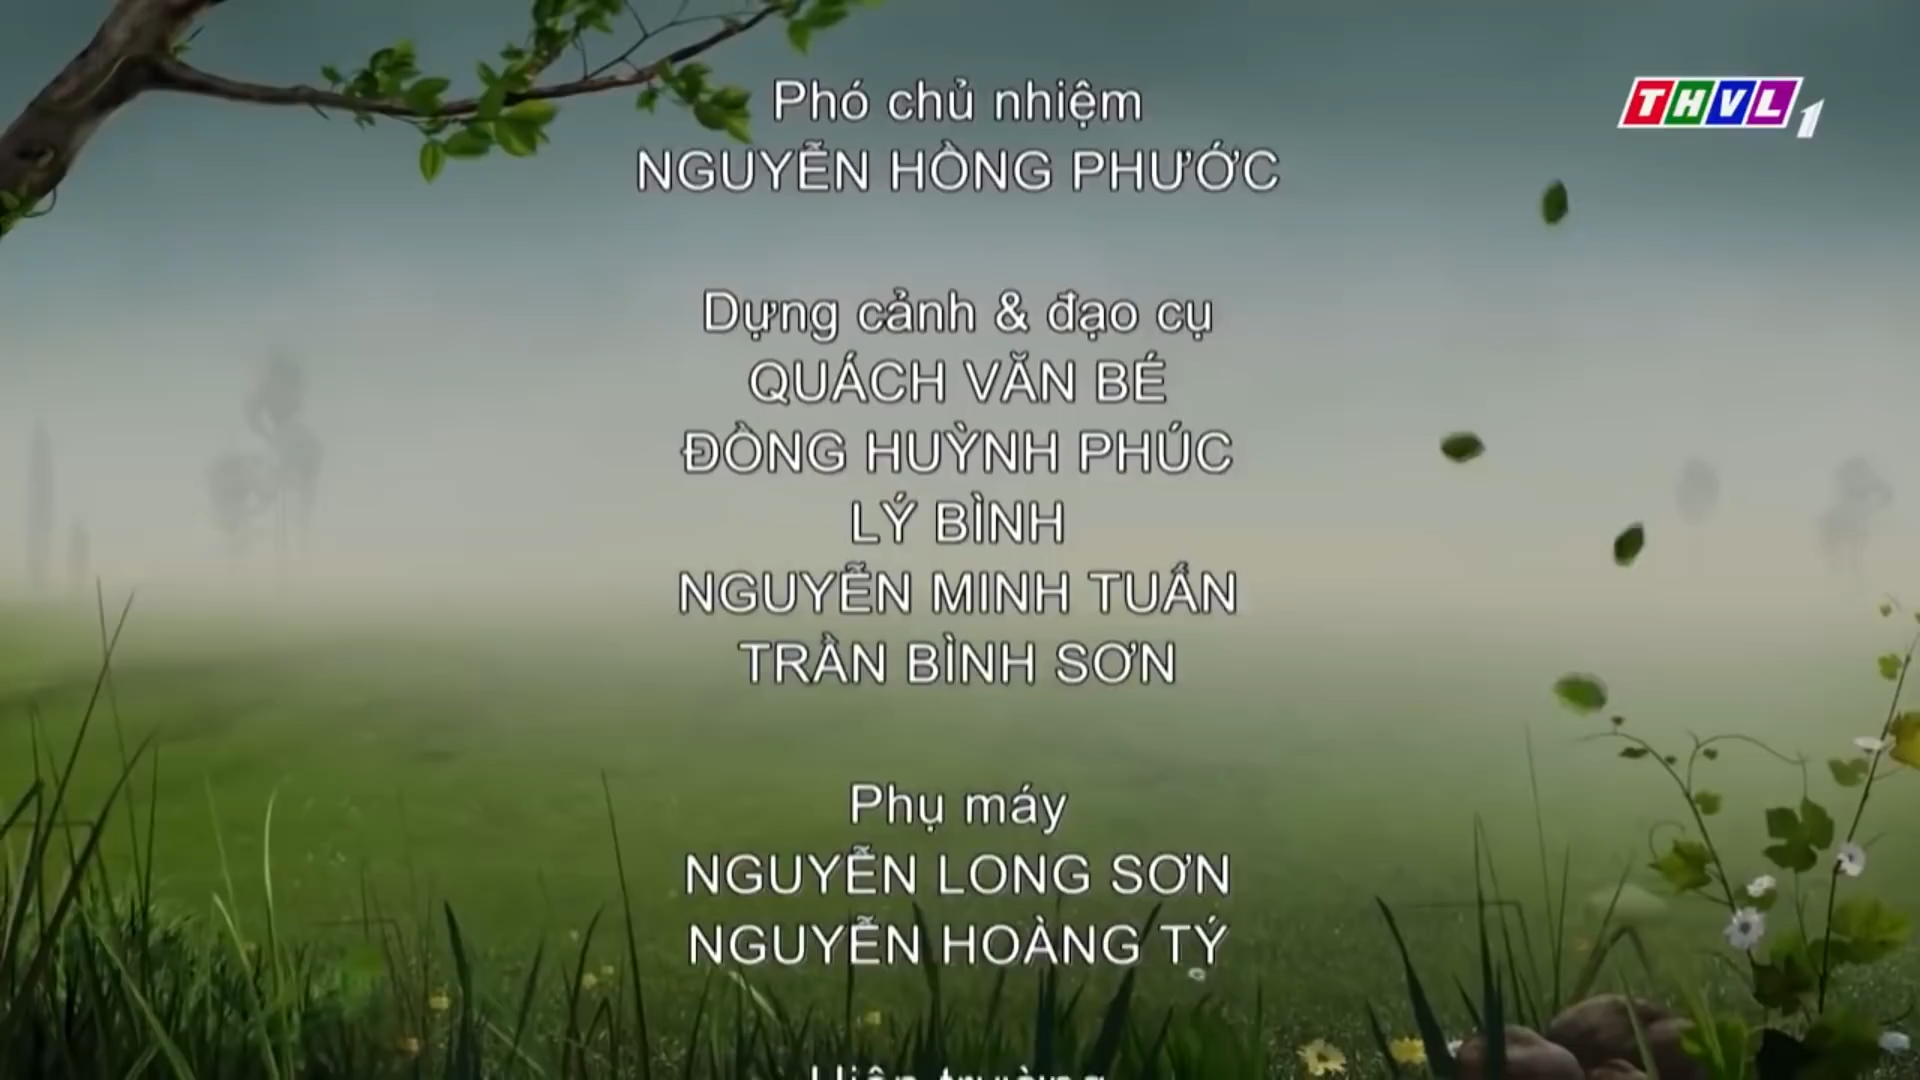 Phó chủ nhiệm
THVL1
NGUYỄN HỒNG PHƯỚC
Dựng cảnh & đạo cụ
QUÁCH VĂN BÉ
ĐỒNG HUỲNH PHÚC
LÝ BÌNH
NGUYỄN MINH TUẤN
TRẦN BÌNH SƠN
Phụ máy
NGUYỄN LONG SƠN
NGUYỄN HOÀNG TÝ